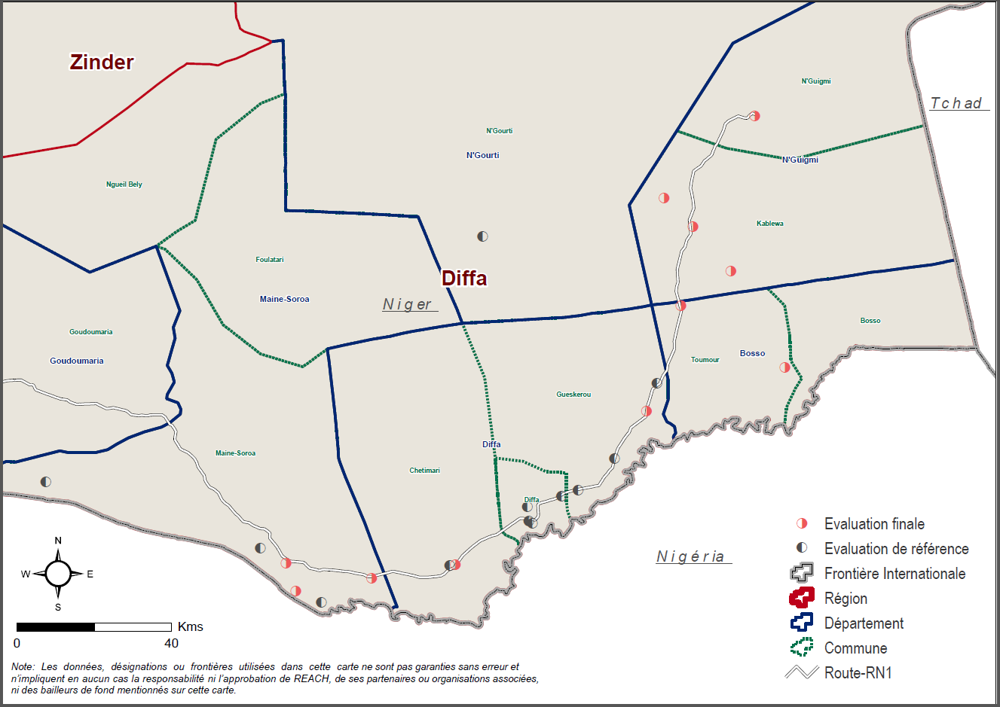 Zinder
N'Guigmi
Tchad
N'Gourti
N'Gourti
N'Guigmi
Ngueil Bely
Kablewa
Foulatari
Diffa
Maine-Soroa
Niger
Bosso
Goudoumaria
Goudoumaria
Bosso
Toumour
Gueskerou
Diffa
Maine-Soroa
Chetimari
Diffa
Nigéria
Evaluation finale
Evaluation de référence
Frontière Internationale
Région
Département
Commune
Route-RN1
N
W E
S
Kms
0 40
Note: Les données, désignations ou frontières utilisées dans cette carte ne sont pas garanties sans erreur et
n'impliquent en aucun cas la responsabilité ni l'approbation de REACH, de ses partenaires ou organisations associées,
ni des bailleurs de fond mentionnés sur cette carte.